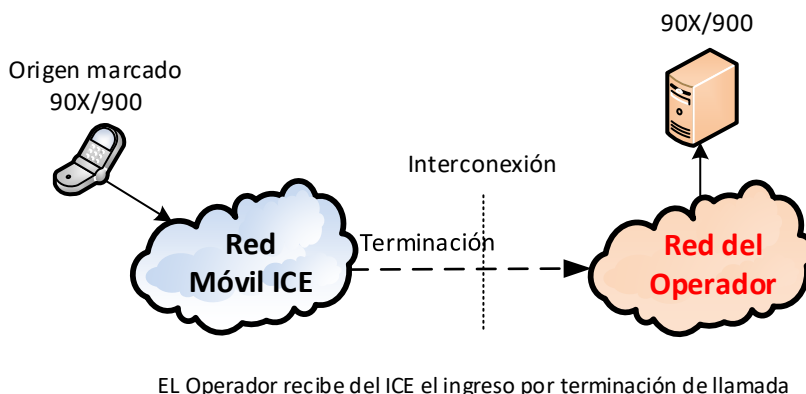 90X/900
Origen marcado
90X/900
Interconexión
Red
Móvil ICE
Terminación
Red del
Operador
EL Operador recibe del ICE el ingreso por terminación de llamada